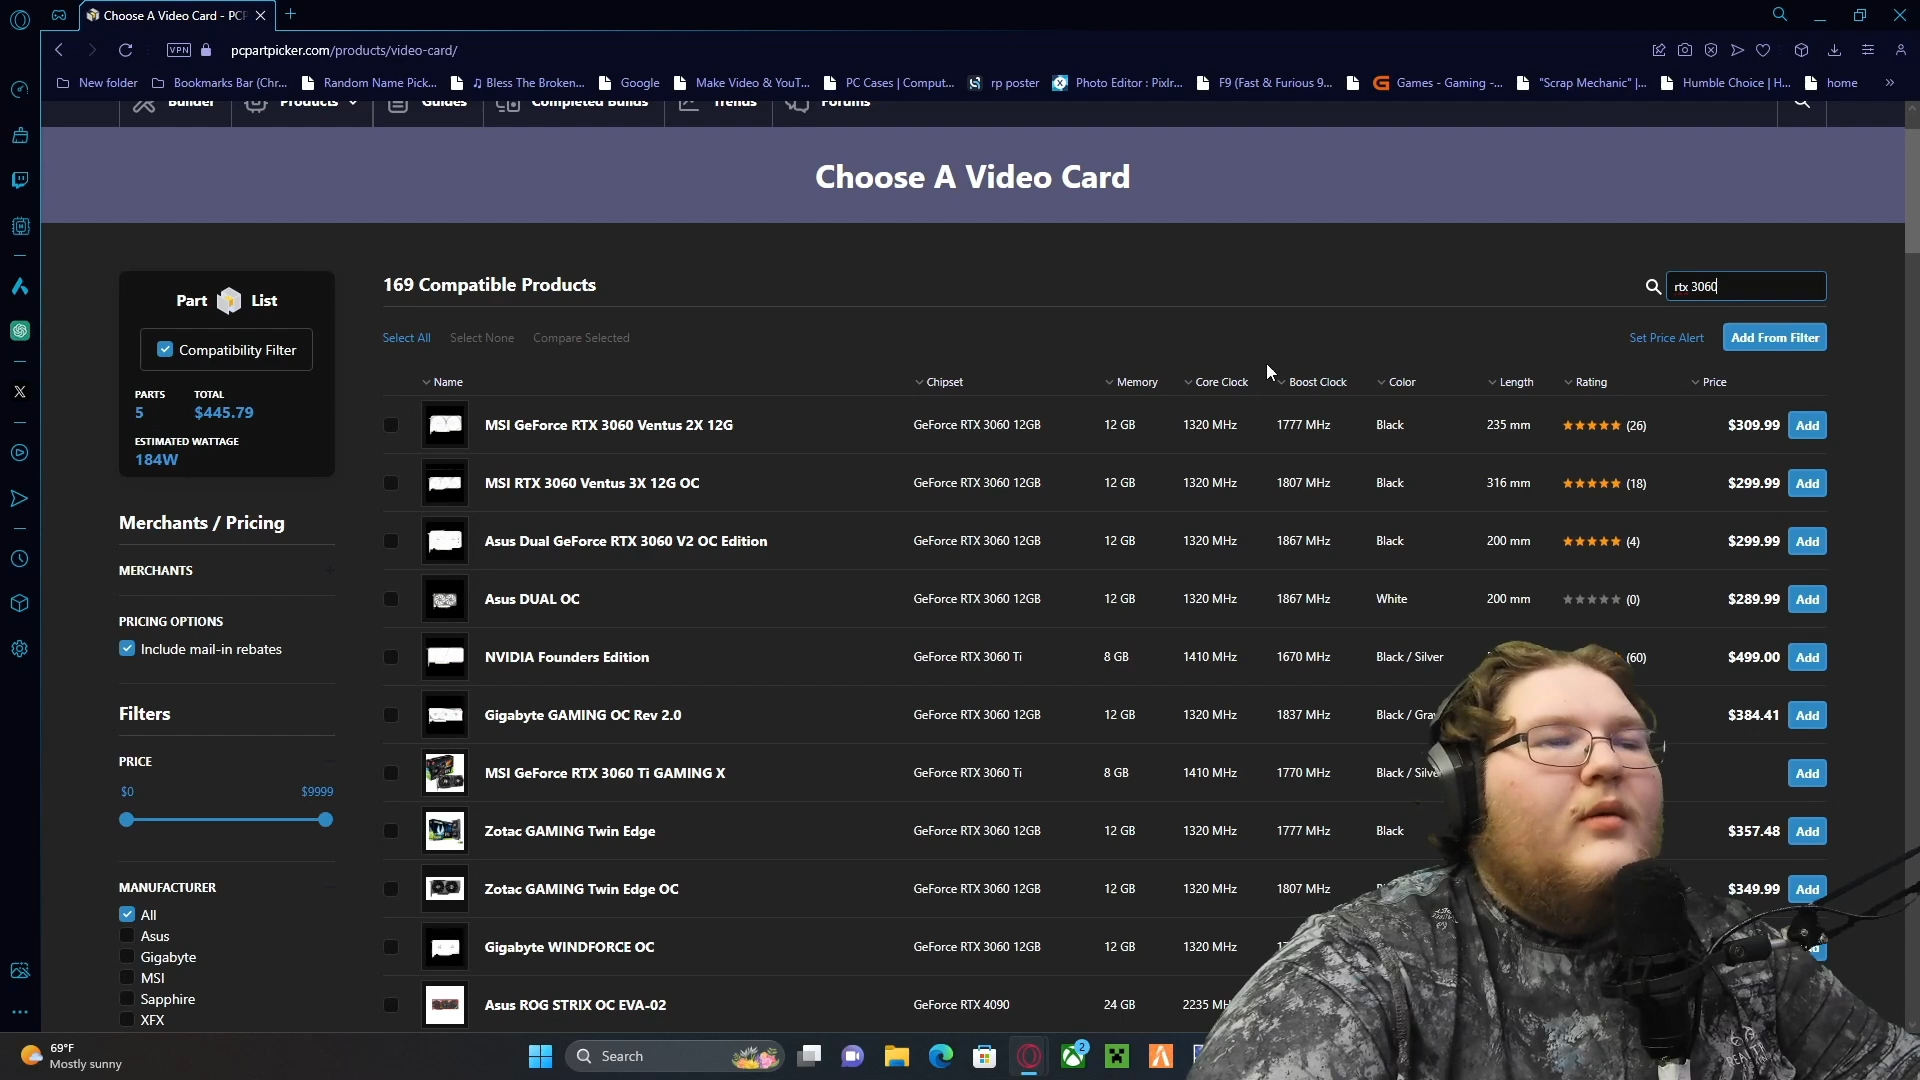 Choose A Video Card - PCP
VPN
pcpartpicker.com/products/video-card/
New folder
Bookmarks Bar (Chr...
Random Name Pick...
♫ Bless The Broken...
Google
Make Video & YouT...
PC Cases | Comput...
rp poster
Photo Editor : Pixlr...
F9 (Fast & Furious 9...
Games - Gaming -...
"Scrap Mechanic" |...
Humble Choice | H...
home
Builder
Products
Guides
Completed Builds
Trends
Forums
Choose A Video Card
Part List
Compatibility Filter
PARTS TOTAL
5 $445.79
ESTIMATED WATTAGE
184W
Merchants / Pricing
MERCHANTS
PRICING OPTIONS
Include mail-in rebates
Filters
PRICE
$0 $9999
MANUFACTURER
All
Asus
Gigabyte
MSI
Sapphire
XFX
169 Compatible Products
rtx 3060
Select All Select None Compare Selected
Set Price Alert Add From Filter
Name Chipset Memory Core Clock Boost Clock Color Length Rating Price
MSI GeForce RTX 3060 Ventus 2X 12G GeForce RTX 3060 12GB 12 GB 1320 MHz 1777 MHz Black 235 mm (26) $309.99 Add
MSI RTX 3060 Ventus 3X 12G OC GeForce RTX 3060 12GB 12 GB 1320 MHz 1807 MHz Black 316 mm (18) $299.99 Add
Asus Dual GeForce RTX 3060 V2 OC Edition GeForce RTX 3060 12GB 12 GB 1320 MHz 1867 MHz Black 200 mm (4) $299.99 Add
Asus DUAL OC GeForce RTX 3060 12GB 12 GB 1320 MHz 1867 MHz White 200 mm (0) $289.99 Add
NVIDIA Founders Edition GeForce RTX 3060 Ti 8 GB 1410 MHz 1670 MHz Black / Silver (60) $499.00 Add
Gigabyte GAMING OC Rev 2.0 GeForce RTX 3060 12GB 12 GB 1320 MHz 1837 MHz Black / Gra $384.41 Add
MSI GeForce RTX 3060 Ti GAMING X GeForce RTX 3060 Ti 8 GB 1410 MHz 1770 MHz Black / Silve Add
Zotac GAMING Twin Edge GeForce RTX 3060 12GB 12 GB 1320 MHz 1777 MHz Black $357.48 Add
Zotac GAMING Twin Edge OC GeForce RTX 3060 12GB 12 GB 1320 MHz 1807 MHz $349.99 Add
Gigabyte WINDFORCE OC GeForce RTX 3060 12GB 12 GB 1320 MHz
Asus ROG STRIX OC EVA-02 GeForce RTX 4090 24 GB 2235 MH
69°F
Mostly sunny
Search
2